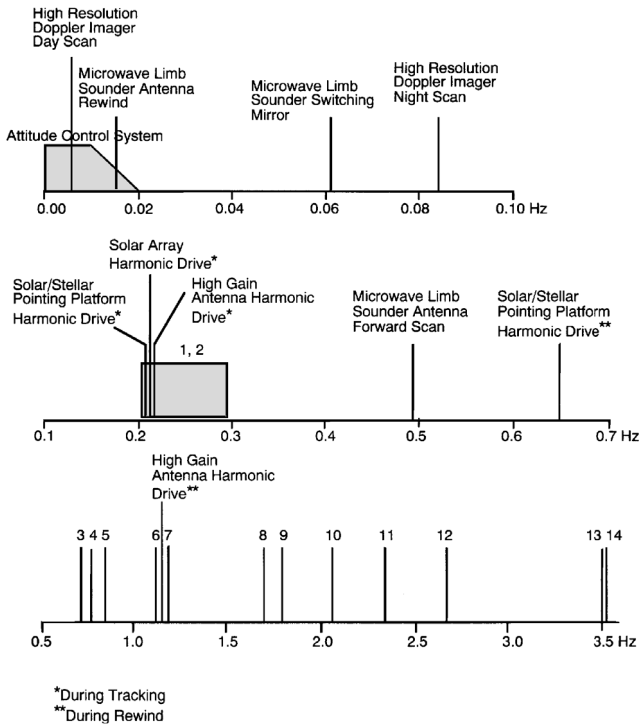 High Resolution
Doppler Imager
Day Scan
Microwave Limb
Sounder Antenna
Rewind
Microwave Limb
Sounder Switching
Mirror
High Resolution
Doppler Imager
Night Scan
Attitude Control System
0.00 0.02 0.04 0.06 0.08 0.10 Hz
Solar Array
Harmonic Drive*
Solar/Stellar
Pointing Platform
Harmonic Drive*
High Gain
Antenna Harmonic
Drive*
1, 2
Microwave Limb
Sounder Antenna
Forward Scan
Solar/Stellar
Pointing Platform
Harmonic Drive**
0.1 0.2 0.3 0.4 0.5 0.6 0.7 Hz
High Gain
Antenna Harmonic
Drive**
3 4 5 6 7 8 9 10 11 12 13 14
0.5 1.0 1.5 2.0 2.5 3.0 3.5 Hz
*During Tracking
**During Rewind